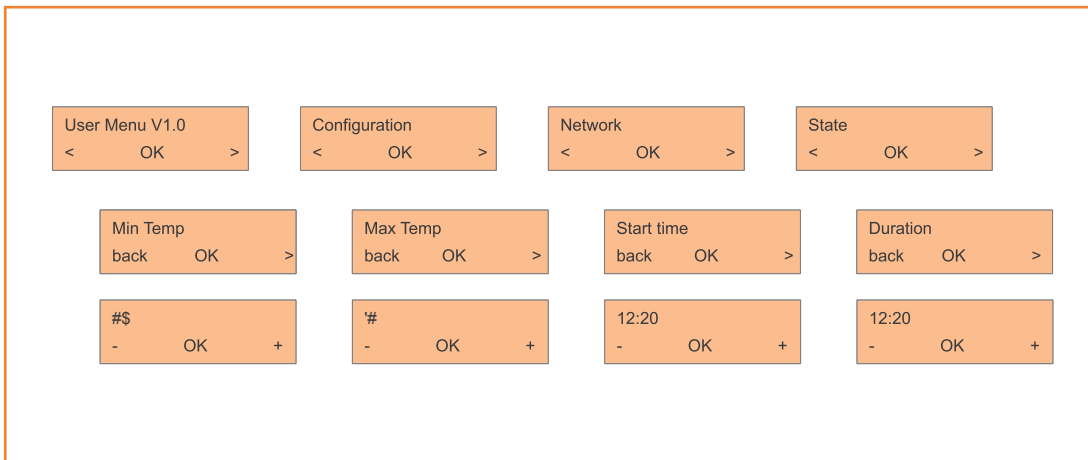 User Menu V1.0
< OK >
Configuration
< OK >
Network
< OK >
State
< OK >
Min Temp
back OK >
Max Temp
back OK >
Start time
back OK >
Duration
back OK >
#$
- OK +
'#
- OK +
12:20
- OK +
12:20
- OK +